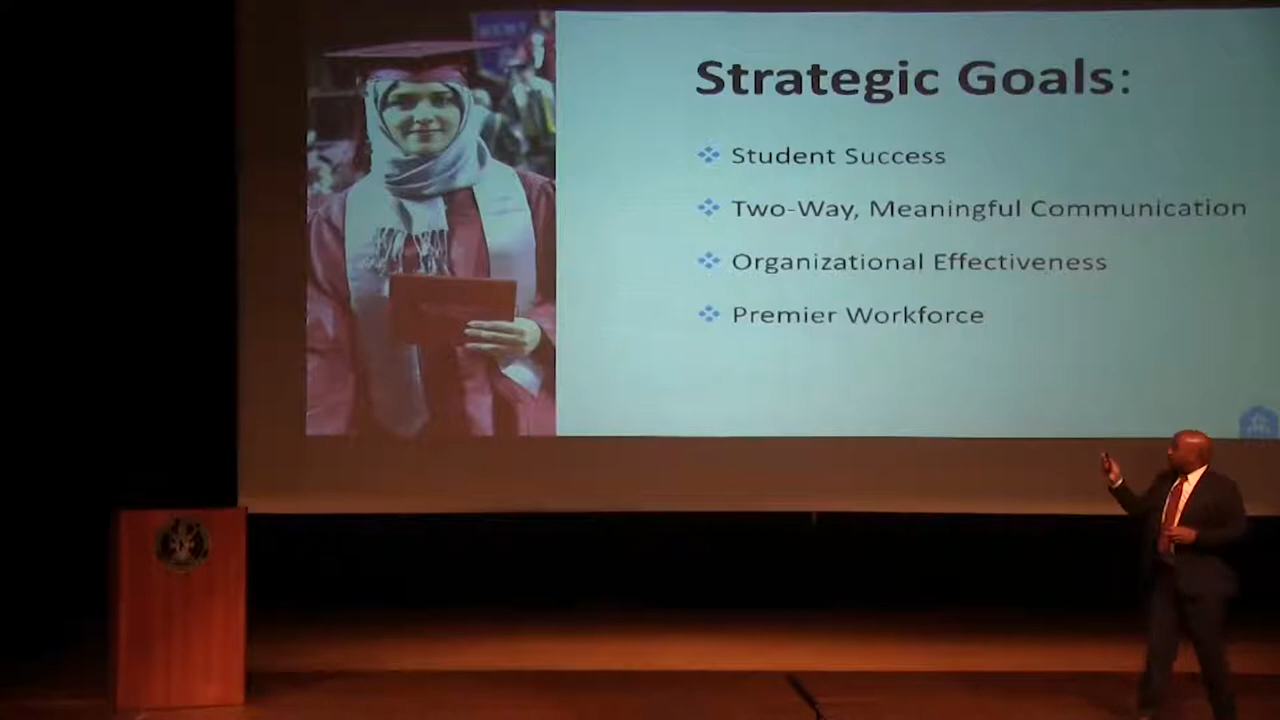 Strategic Goals:
Student Success
Two-Way, Meaningful Communication
Organizational Effectiveness
Premier Workforce